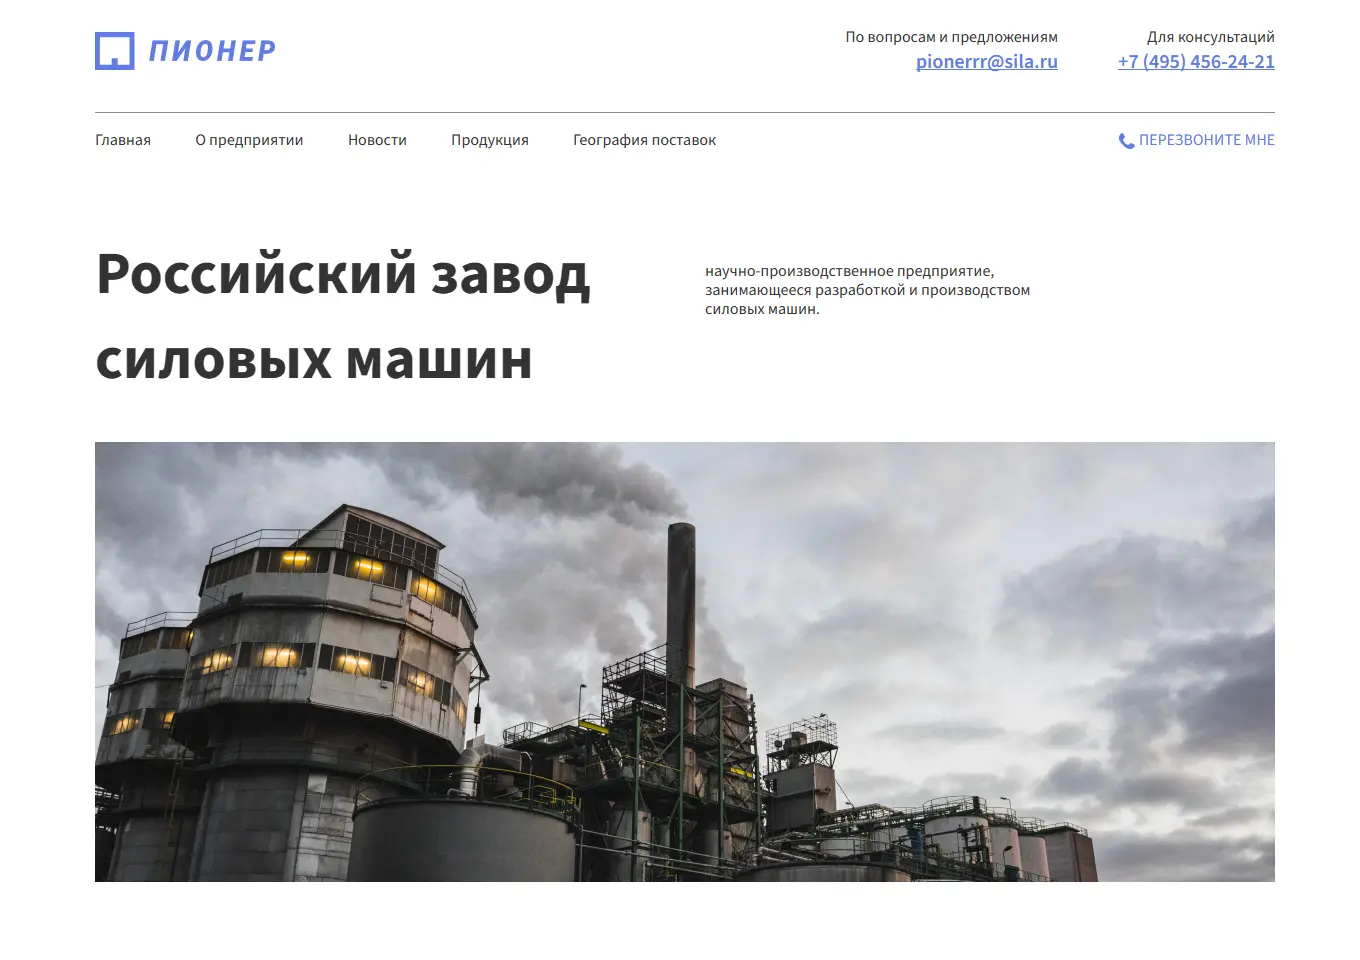 ПИОНЕР
По вопросам и предложениям
pionerrr@sila.ru
Для консультаций
+7 (495) 456-24-21
Главная
О предприятии
Новости
Продукция
География поставок
ПЕРЕЗВОНИТЕ МНЕ
Российский завод
силовых машин
научно-производственное предприятие,
занимающееся разработкой и производством
силовых машин.